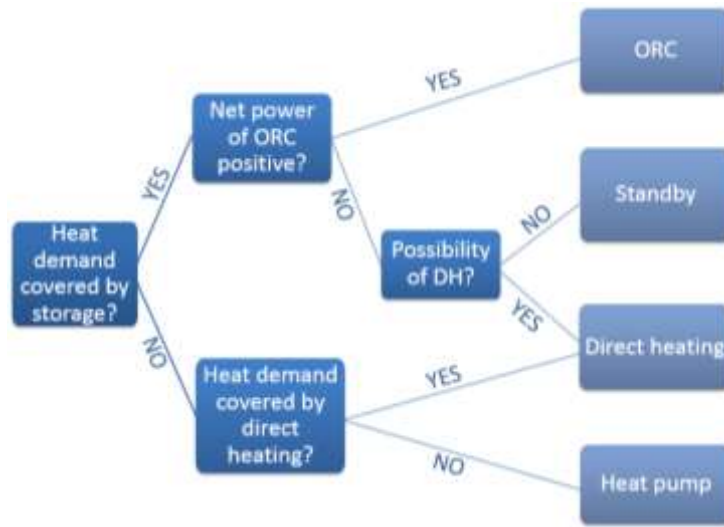 ORC
YES
Net power
of ORC
positive?
YES
NO
Standby
NO
Heat
demand
covered by
storage?
Possibility
of DH?
YES
NO
Direct heating
Heat demand
covered by
direct
heating?
YES
NO
Heat pump